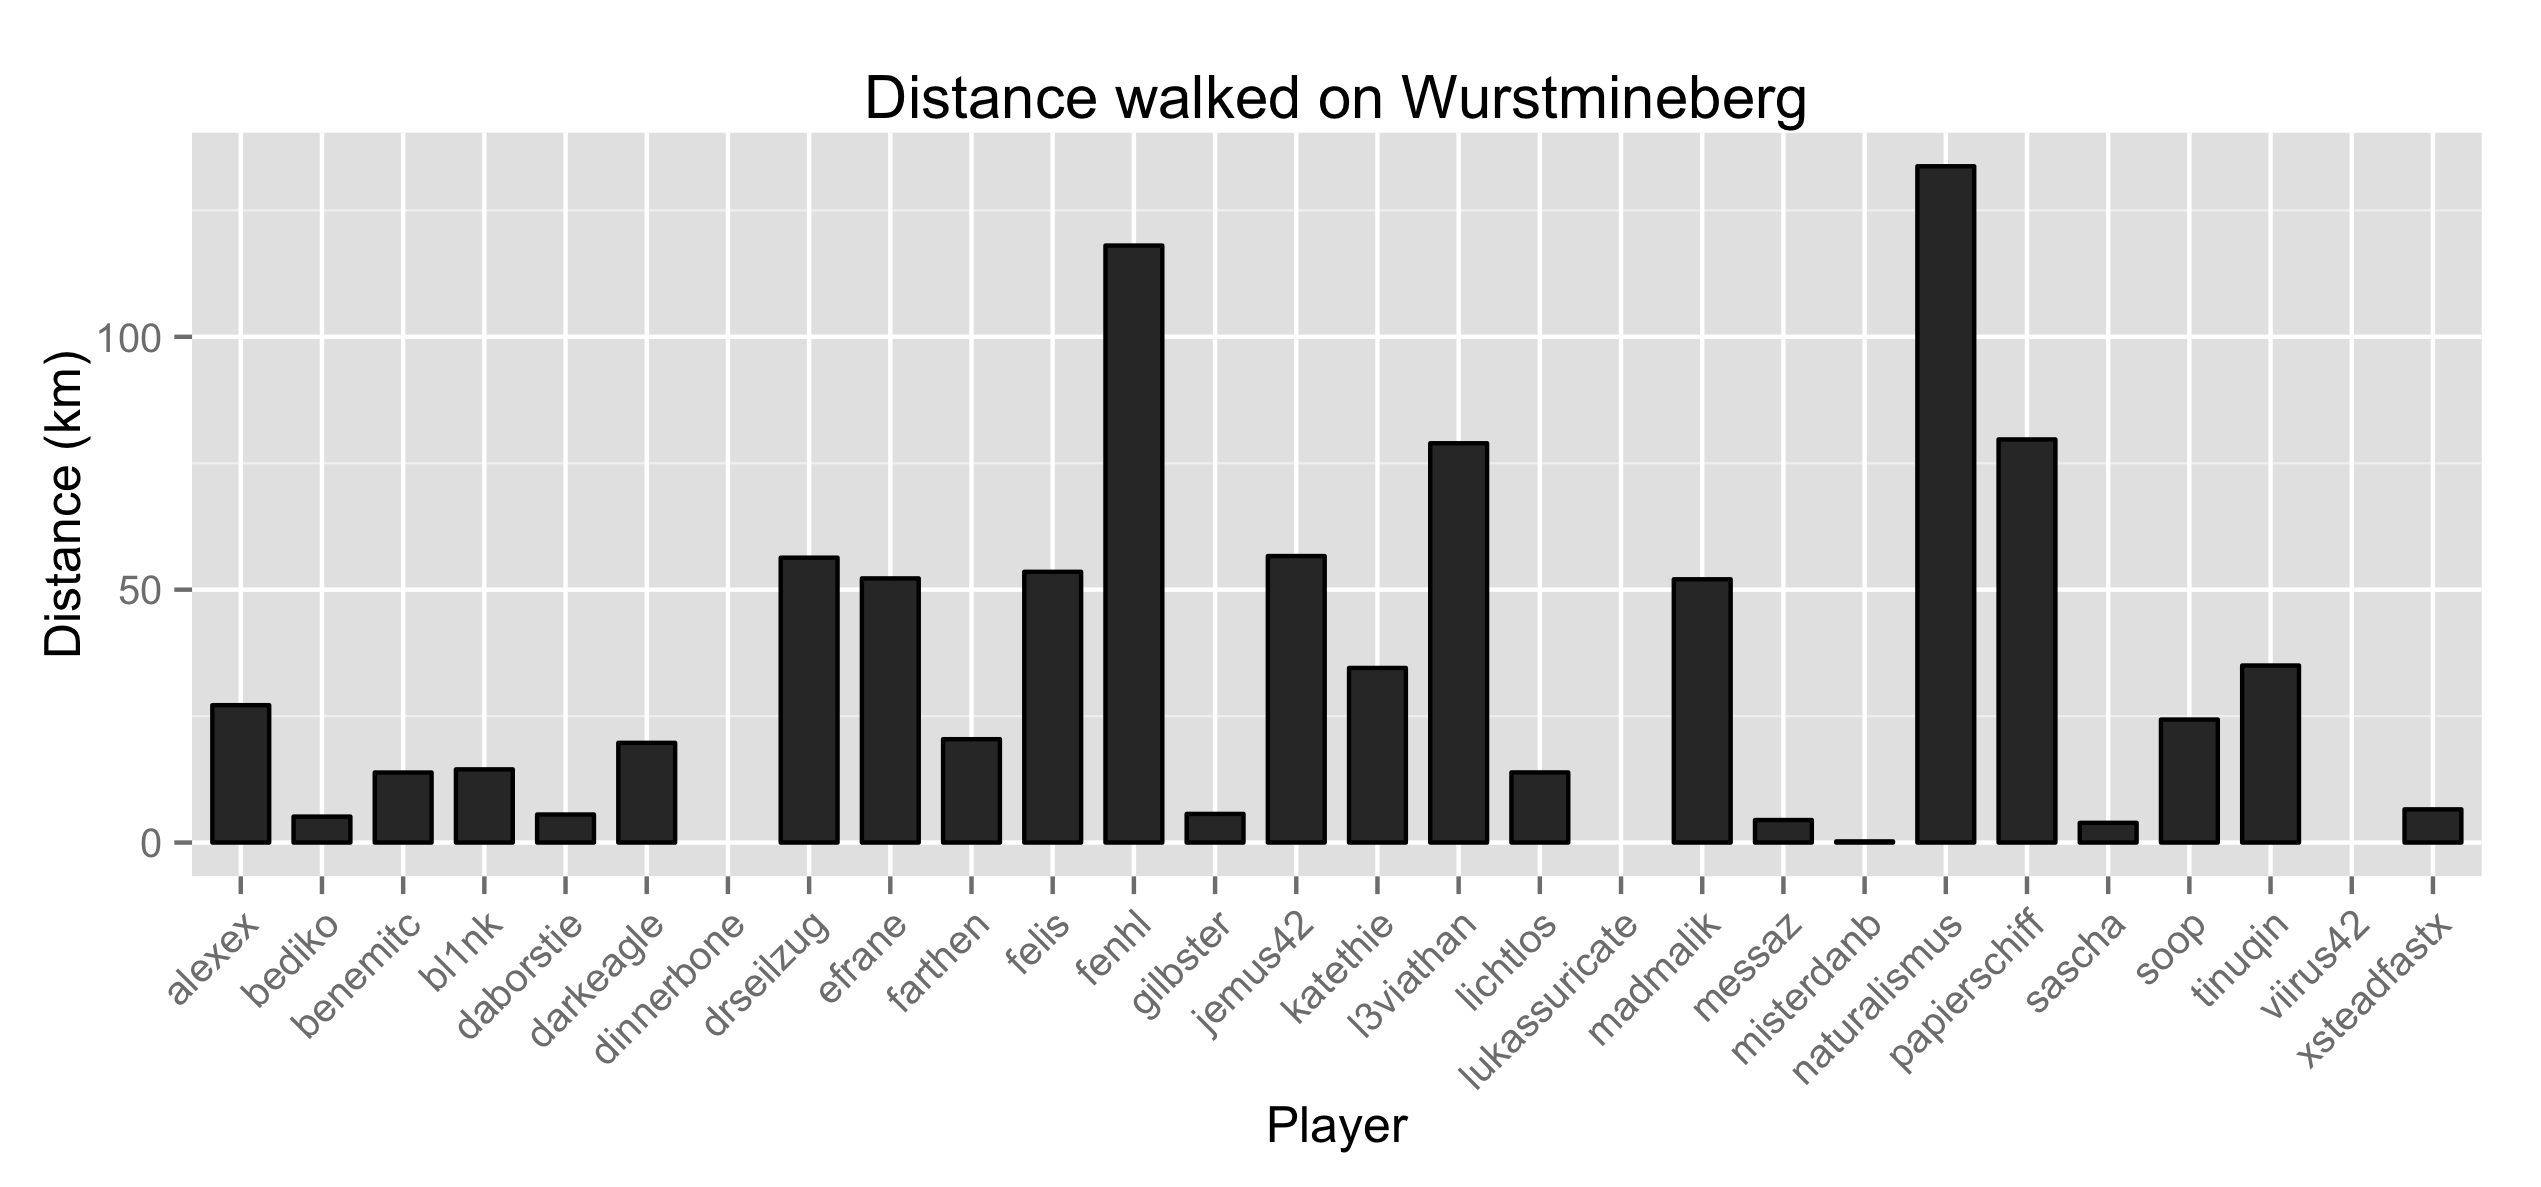 Distance walked on Wurstmineberg
Distance (km)
100
50
0
alexex
bediko
benemitc
bl1nk
daborstie
darkeagle
dinnerbone
drseilzug
efrane
farthen
felis
fenhl
gilbster
jemus42
katethie
l3viathan
lichtlos
lukassuricate
madmalik
messaz
misterdanb
naturalismus
papierschiff
sascha
soop
tinuqin
viirus42
xsteadfastx
Player